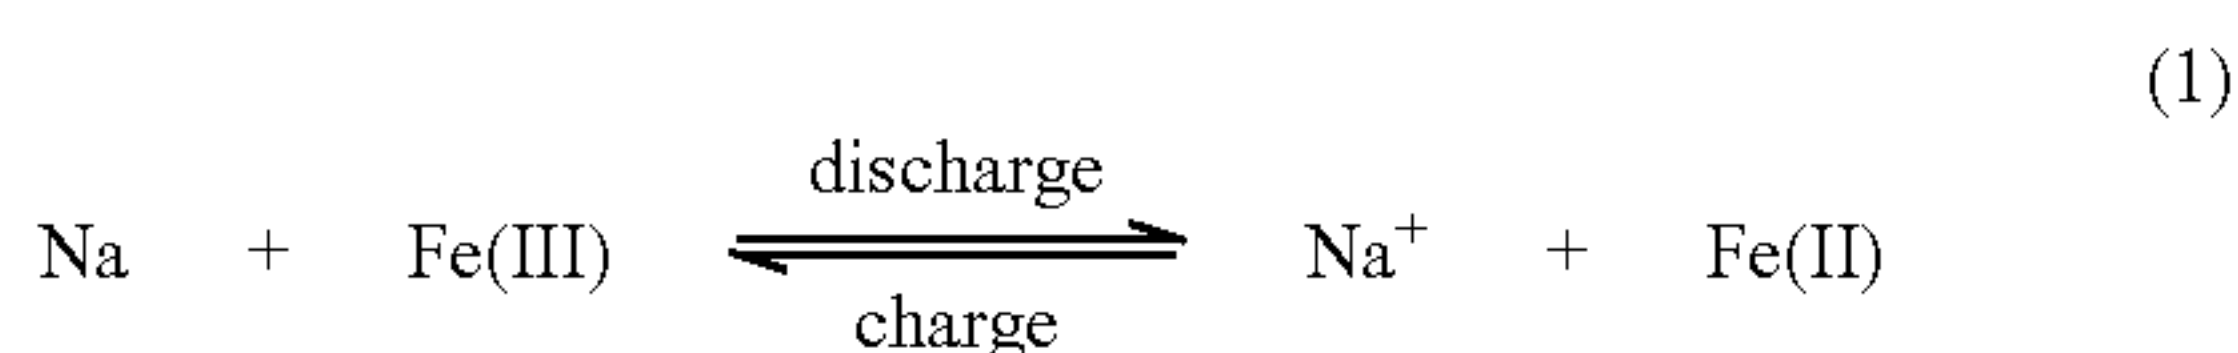 (1)
discharge
Na + Fe(III) ⇌ Na⁺ + Fe(II)
charge